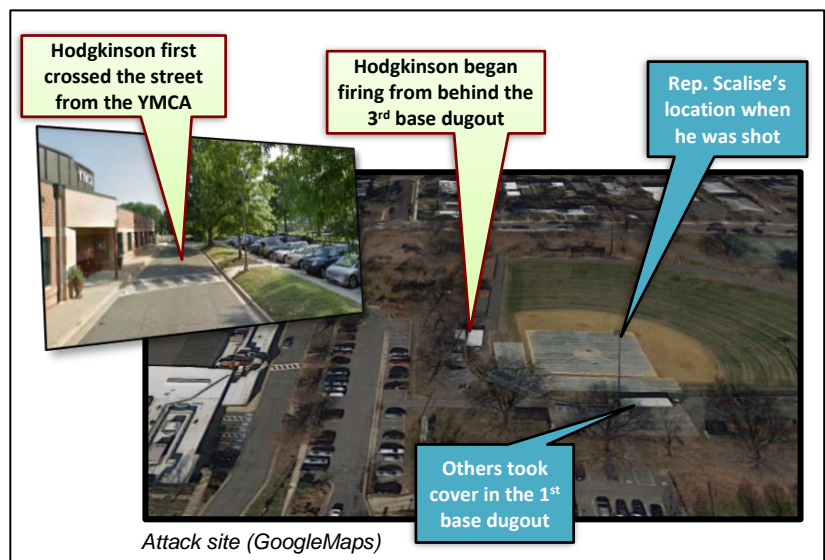 Hodgkinson first
crossed the street
from the YMCA
Hodgkinson began
firing from behind the
3rd base dugout
Rep. Scalise's
location when
he was shot
Others took
cover in the 1st
base dugout
Attack site (GoogleMaps)